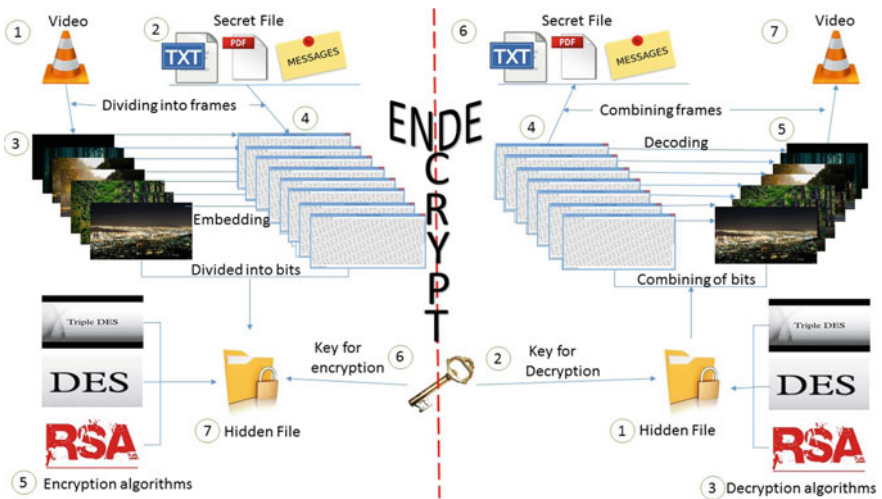 1 Video
2 Secret File
TXT
PDF
MESSAGES
Dividing into frames
3
4
Embedding
Divided into bits
Triple DES
DES
RSA
5 Encryption algorithms
Key for
encryption
6
7 Hidden File
ENDE
CRYPT
6 Secret File
7 Video
TXT
PDF
MESSAGES
Combining frames
4
Decoding
5
Combining of bits
2
Key for
Decryption
1 Hidden File
Triple DES
DES
RSA
3 Decryption algorithms